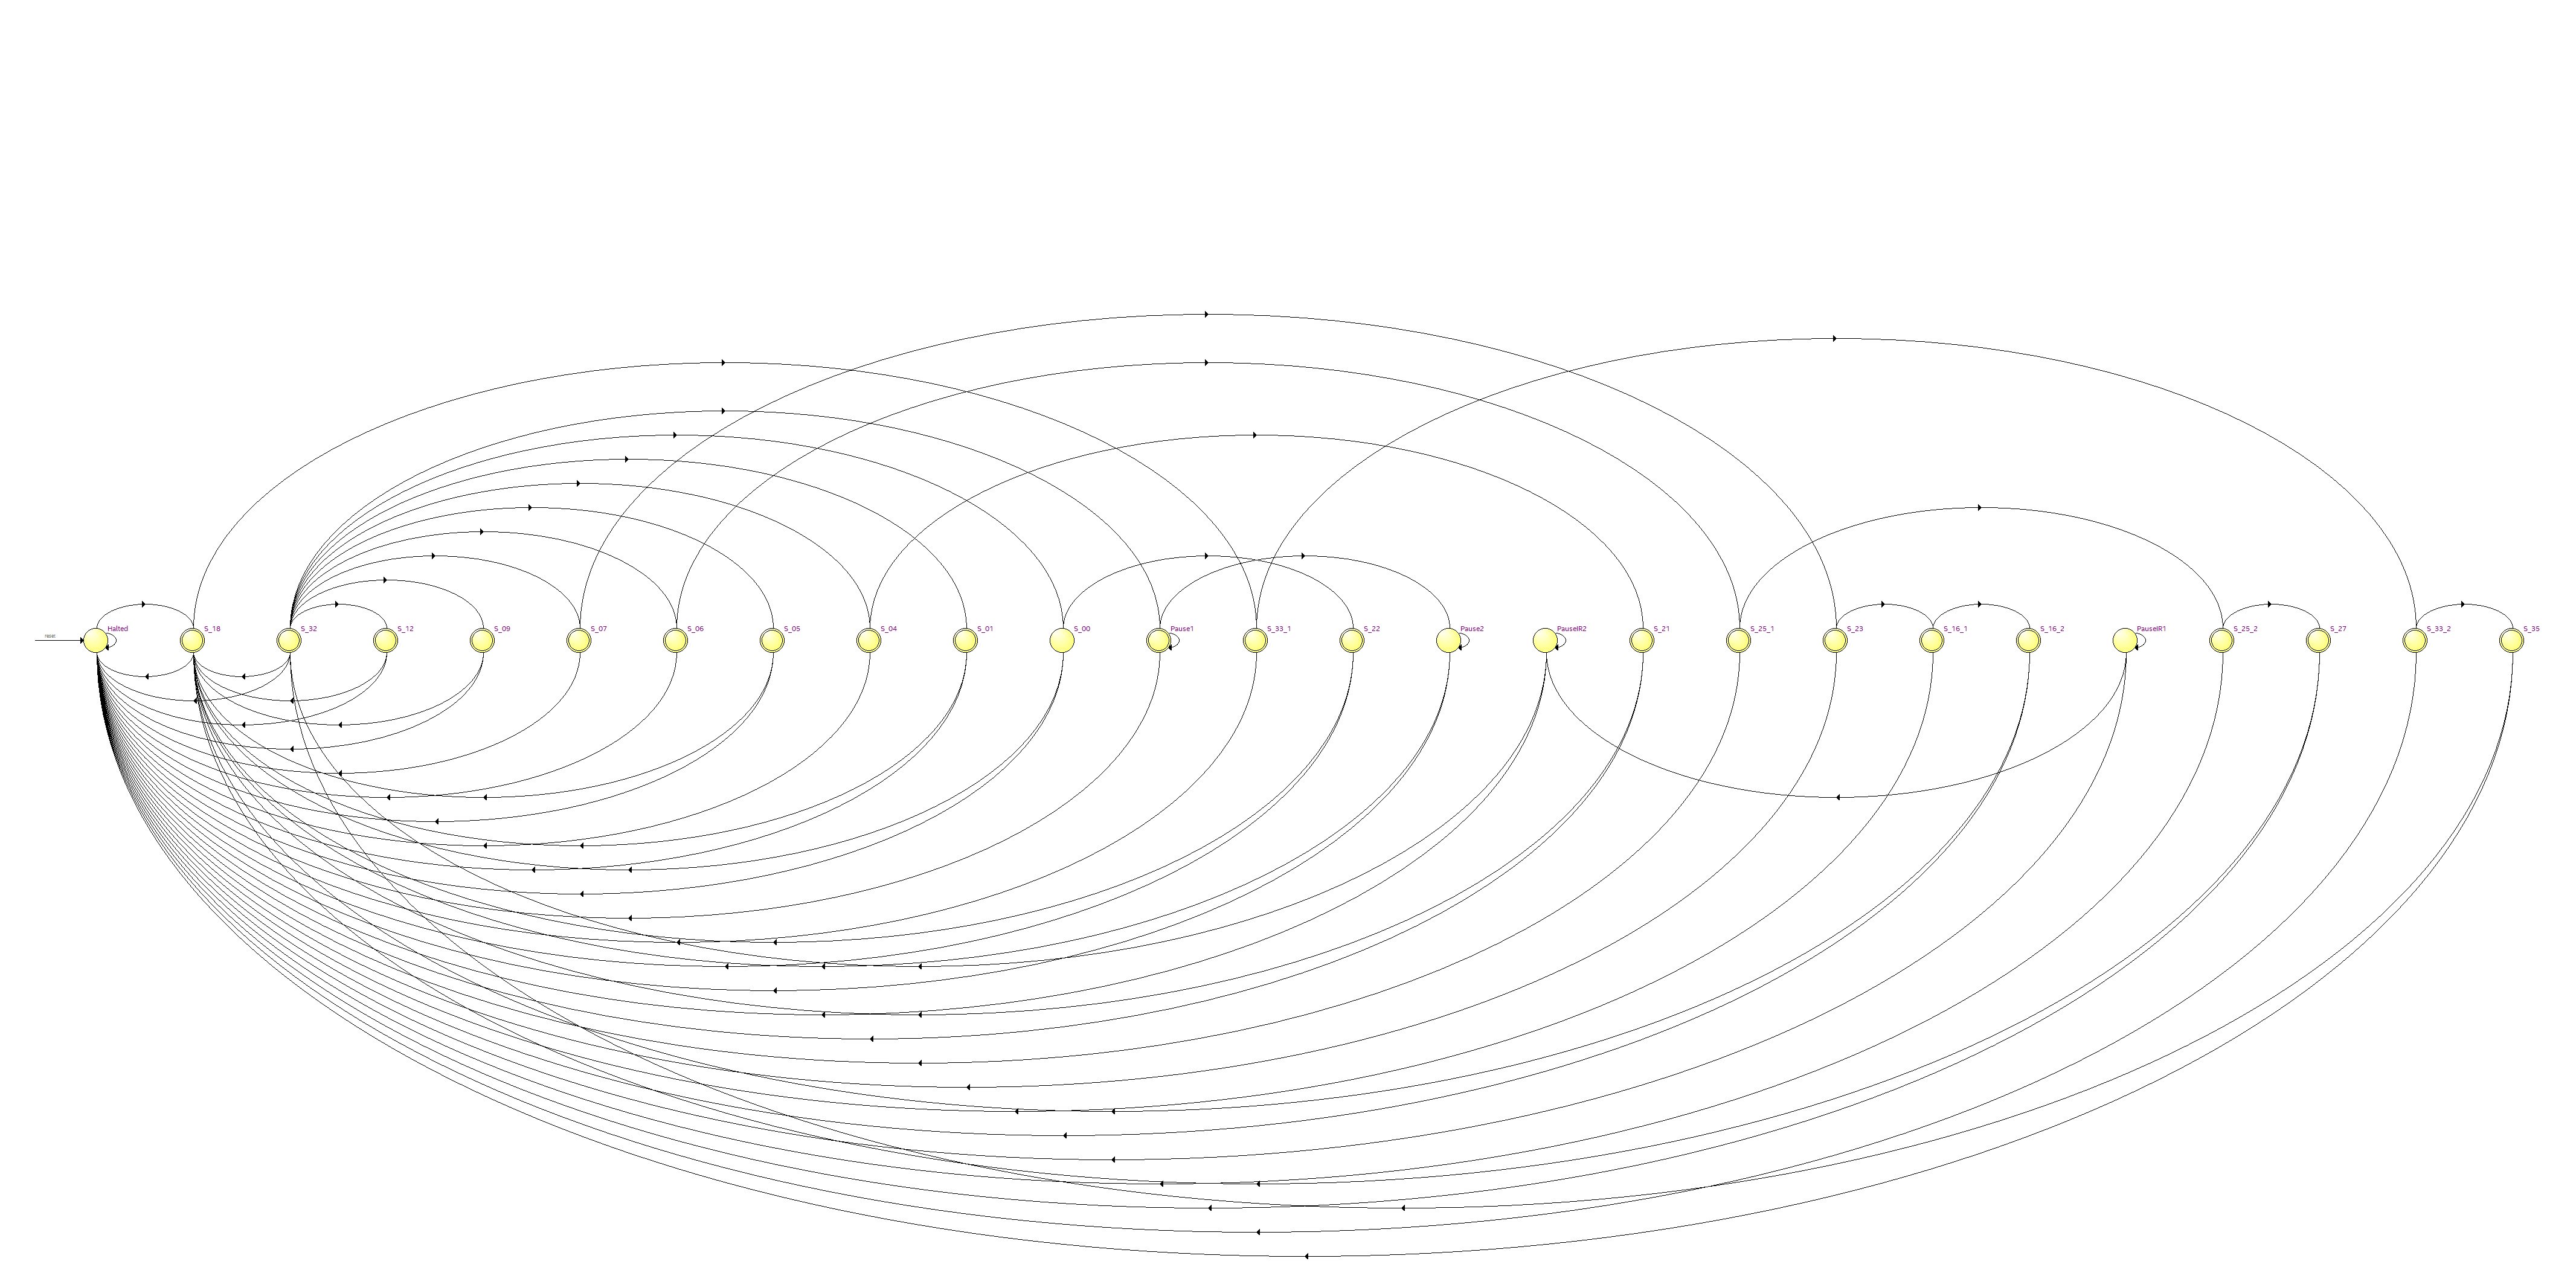 reset
Halted
S_18
S_32
S_12
S_09
S_07
S_06
S_05
S_04
S_01
S_00
Pause1
S_33_1
S_22
Pause2
PauseIR2
S_21
S_25_1
S_23
S_16_1
S_16_2
PauseIR1
S_25_2
S_27
S_33_2
S_35